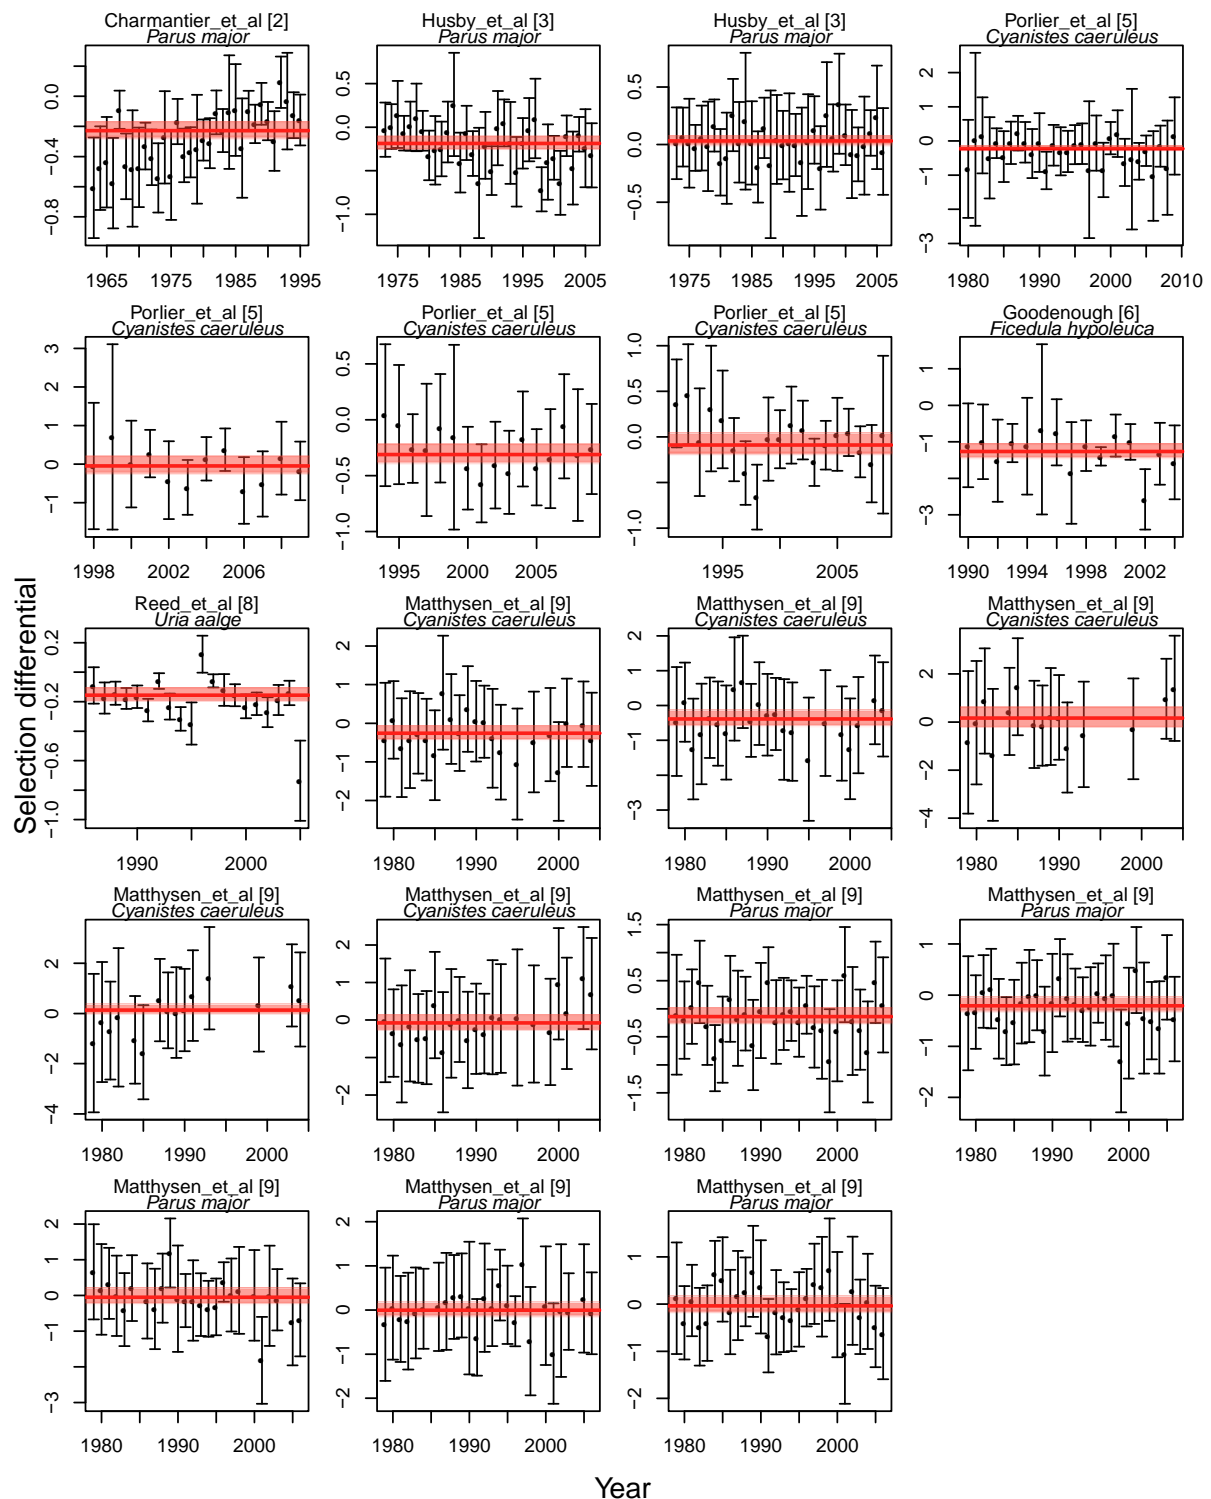 Charmantier_et_al [2]
Parus major
0.0
−0.4
−0.8
1965 1975 1985 1995
Husby_et_al [3]
Parus major
0.5
0.0
−1.0
1975 1985 1995 2005
Husby_et_al [3]
Parus major
0.5
0.0
−0.5
1975 1985 1995 2005
Porlier_et_al [5]
Cyanistes caeruleus
2
1
0
−1
−3
1980 1990 2000 2010
Porlier_et_al [5]
Cyanistes caeruleus
3
2
1
0
−1
1998 2002 2006
Porlier_et_al [5]
Cyanistes caeruleus
0.5
0.0
−0.5
−1.0
1995 2000 2005
Porlier_et_al [5]
Cyanistes caeruleus
1.0
0.5
0.0
−1.0
1995 2005
Goodenough [6]
Ficedula hypoleuca
1
0
−1
−3
1990 1994 1998 2002
Selection differential
Reed_et_al [8]
Uria aalge
0.2
−0.2
−0.6
−1.0
1990 2000
Matthysen_et_al [9]
Cyanistes caeruleus
2
1
0
−1
−2
1980 1990 2000
Matthysen_et_al [9]
Cyanistes caeruleus
2
1
0
−1
−3
1980 1990 2000
Matthysen_et_al [9]
Cyanistes caeruleus
2
0
−2
−4
1980 1990 2000
Matthysen_et_al [9]
Cyanistes caeruleus
2
0
−2
−4
1980 1990 2000
Matthysen_et_al [9]
Cyanistes caeruleus
2
1
0
−2
1980 1990 2000
Matthysen_et_al [9]
Parus major
1.5
0.5
−0.5
−1.5
1980 1990 2000
Matthysen_et_al [9]
Parus major
1
0
−1
−2
1980 1990 2000
Matthysen_et_al [9]
Parus major
2
1
0
−1
−3
1980 1990 2000
Matthysen_et_al [9]
Parus major
2
1
0
−1
−2
1980 1990 2000
Matthysen_et_al [9]
Parus major
1
0
−1
−2
1980 1990 2000
Year